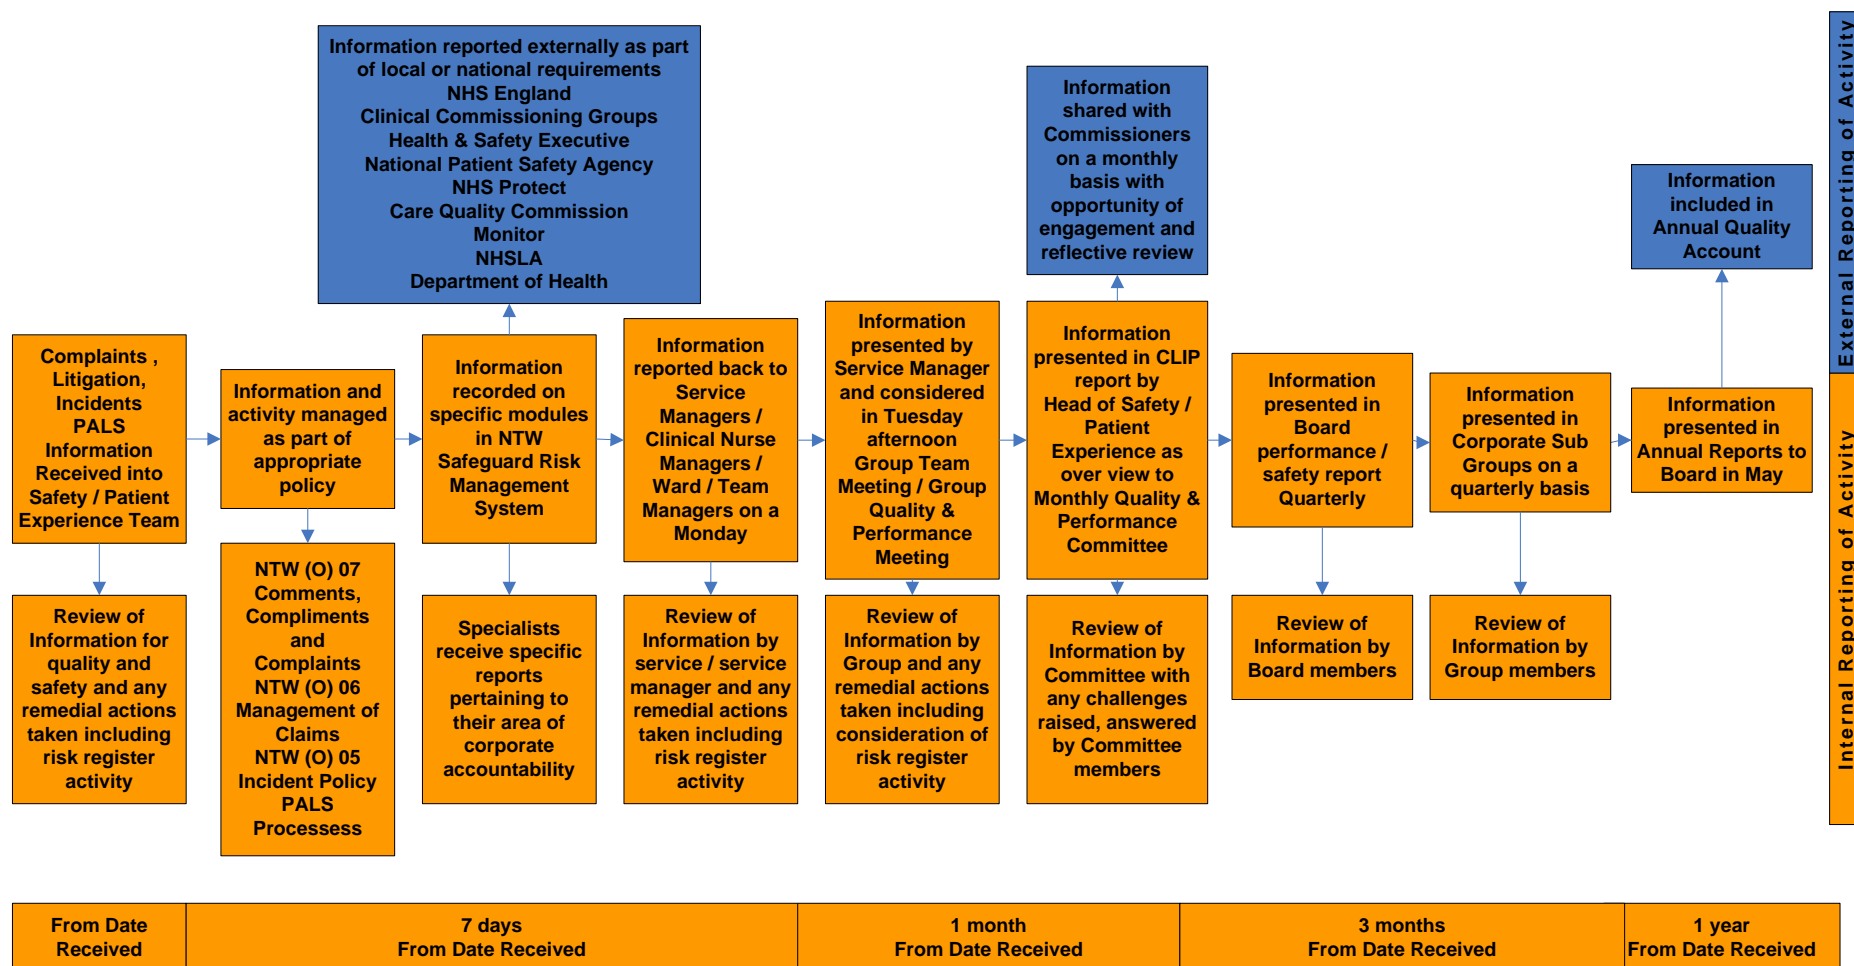 Information reported externally as part
of local or national requirements
NHS England
Clinical Commissioning Groups
Health & Safety Executive
National Patient Safety Agency
NHS Protect
Care Quality Commission
Monitor
NHSLA
Department of Health
Information
shared with
Commissioners
on a monthly
basis with
opportunity of
engagement and
reflective review
Information
included in
Annual Quality
Account
External Reporting of Activity
Complaints ,
Litigation,
Incidents
PALS
Information
Received into
Safety / Patient
Experience Team
Information and
activity managed
as part of
appropriate
policy
Information
recorded on
specific modules
in NTW
Safeguard Risk
Management
System
Information
reported back to
Service
Managers /
Clinical Nurse
Managers /
Ward / Team
Managers on a
Monday
Information
presented by
Service Manager
and considered
in Tuesday
afternoon
Group Team
Meeting / Group
Quality &
Performance
Meeting
Information
presented in CLIP
report by
Head of Safety /
Patient
Experience as
over view to
Monthly Quality &
Performance
Committee
Information
presented in
Board
performance /
safety report
Quarterly
Information
presented in
Corporate Sub
Groups on a
quarterly basis
Information
presented in
Annual Reports to
Board in May
Internal Reporting of Activity
Review of
Information for
quality and
safety and any
remedial actions
taken including
risk register
activity
NTW (O) 07
Comments,
Compliments
and
Complaints
NTW (O) 06
Management of
Claims
NTW (O) 05
Incident Policy
PALS
Processess
Specialists
receive specific
reports
pertaining to
their area of
corporate
accountability
Review of
Information by
service / service
manager and any
remedial actions
taken including
risk register
activity
Review of
Information by
Group and any
remedial actions
taken including
consideration of
risk register
activity
Review of
Information by
Committee with
any challenges
raised, answered
by Committee
members
Review of
Information by
Board members
Review of
Information by
Group members
From Date
Received
7 days
From Date Received
1 month
From Date Received
3 months
From Date Received
1 year
From Date Received